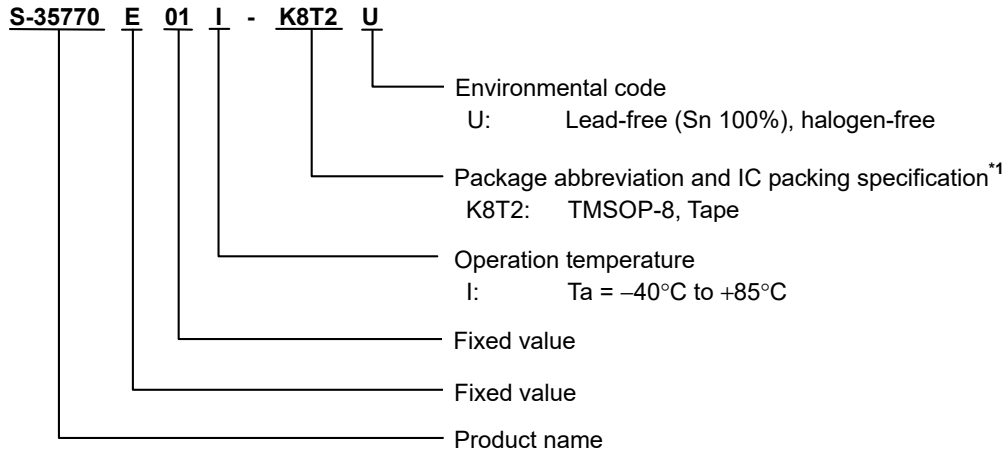 S-35770 E 01 I - K8T2 U
Environmental code
U: Lead-free (Sn 100%), halogen-free
Package abbreviation and IC packing specification*1
K8T2: TMSOP-8, Tape
Operation temperature
I: Ta = −40°C to +85°C
Fixed value
Fixed value
Product name